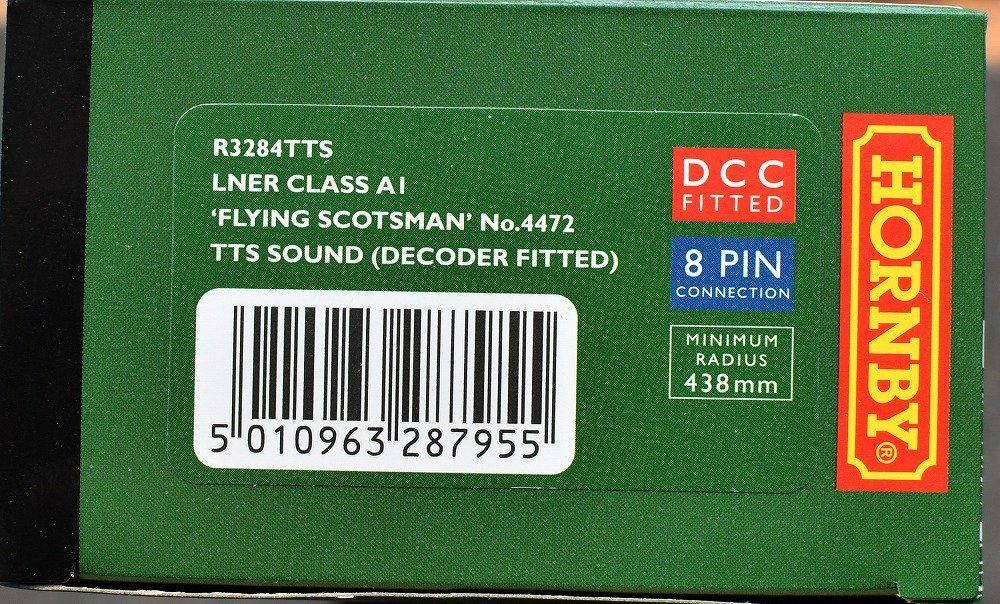 R3284TTS
LNER CLASS A1
‘FLYING SCOTSMAN’ No.4472
TTS SOUND (DECODER FITTED)
DCC
FITTED
8 PIN
CONNECTION
MINIMUM
RADIUS
438mm
5 010963 287955
HORNBY®